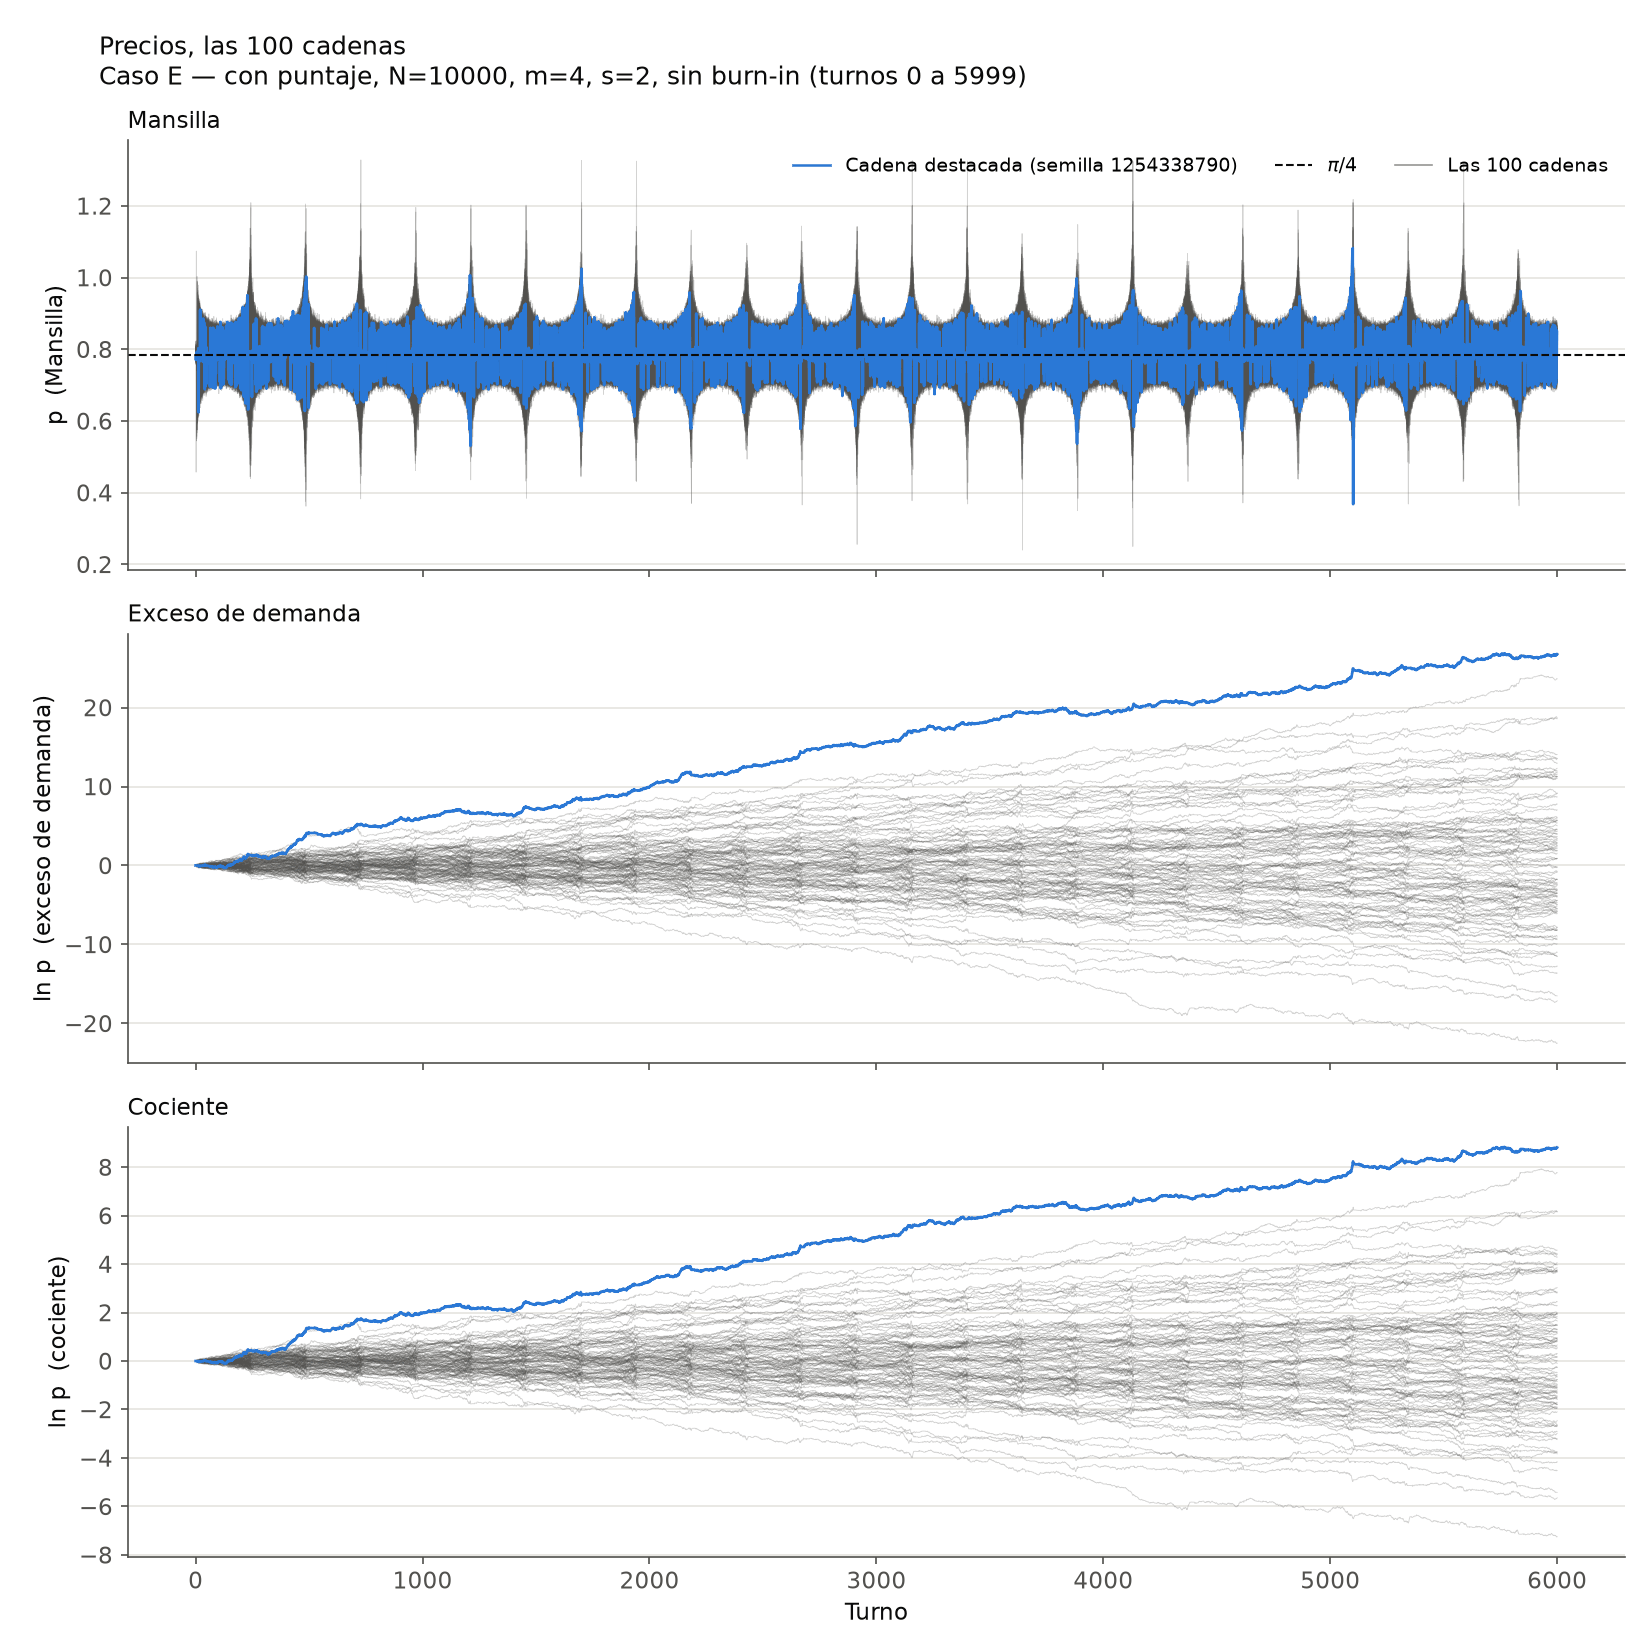 Precios, las 100 cadenas
Caso E — con puntaje, N=10000, m=4, s=2, sin burn-in (turnos 0 a 5999)
Mansilla
Cadena destacada (semilla 1254338790)
π/4
Las 100 cadenas
1.2
1.0
0.8
0.6
0.4
0.2
p (Mansilla)
Exceso de demanda
20
10
0
−10
−20
ln p (exceso de demanda)
Cociente
8
6
4
2
0
−2
−4
−6
−8
ln p (cociente)
0 1000 2000 3000 4000 5000 6000
Turno